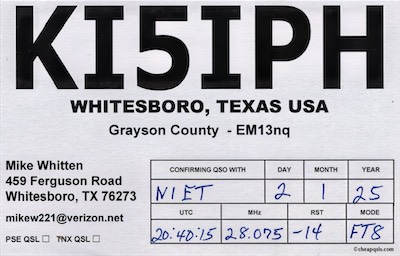 KI5IPH
WHITESBORO, TEXAS USA
Grayson County - EM13nq
Mike Whitten
459 Ferguson Road
Whitesboro, TX 76273
mikew221@verizon.net
PSE QSL TNX QSL
CONFIRMING QSO WITH DAY MONTH YEAR
N1ET 2 1 25
UTC MHz RST MODE
20:40:15 28.075 -14 FT8
©cheapqsls.com